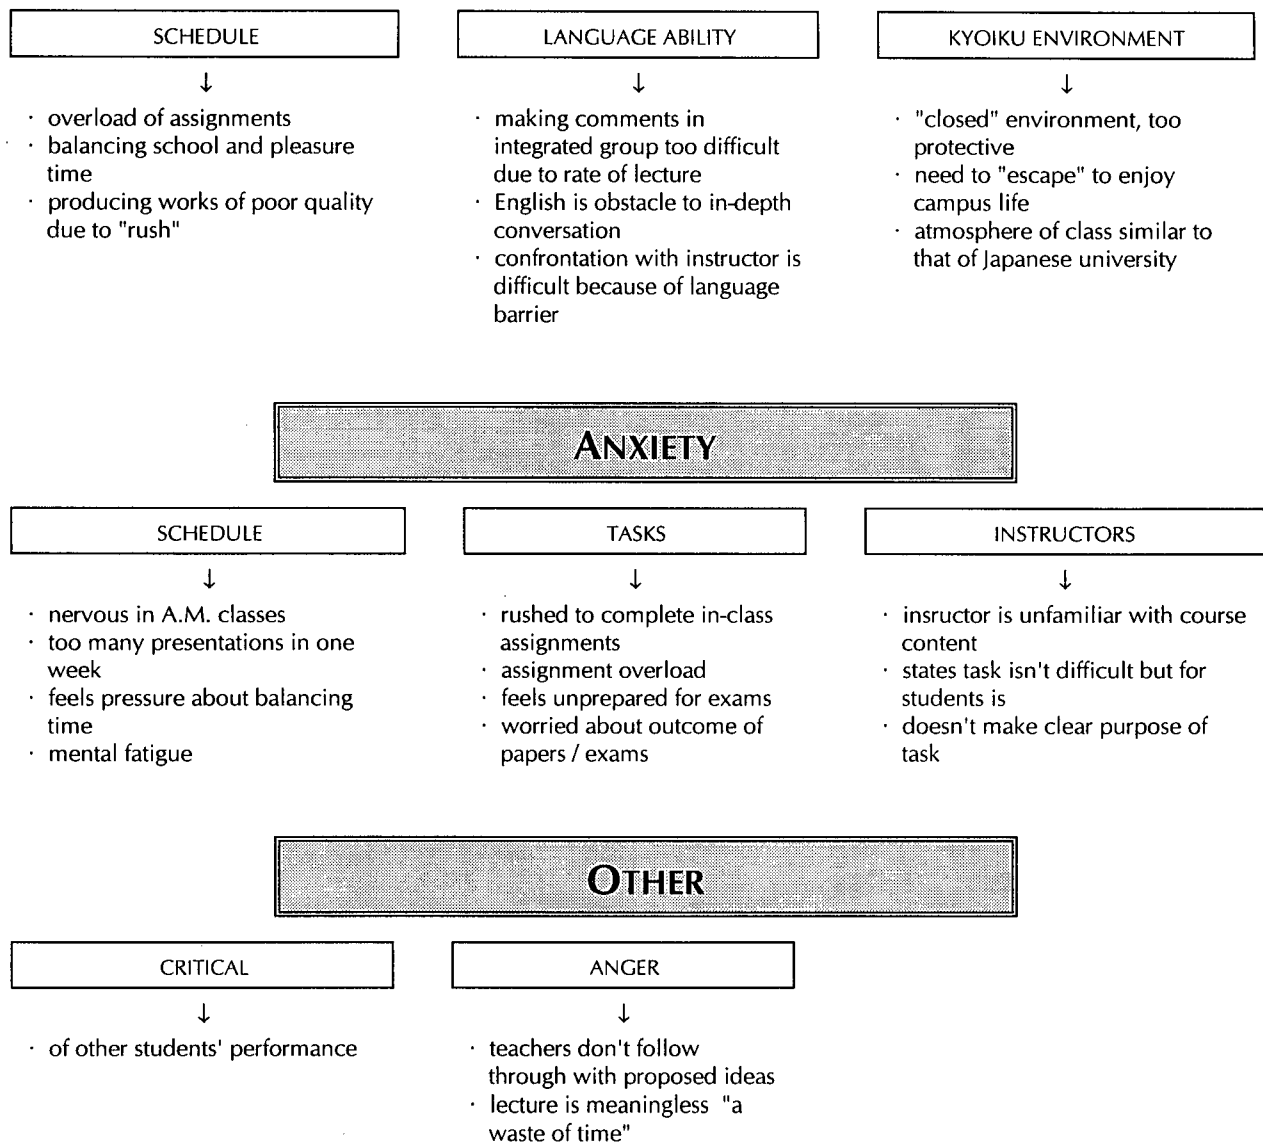 SCHEDULE
↓
· overload of assignments
· balancing school and pleasure
time
· producing works of poor quality
due to "rush"
LANGUAGE ABILITY
↓
· making comments in
integrated group too difficult
due to rate of lecture
· English is obstacle to in-depth
conversation
· confrontation with instructor is
difficult because of language
barrier
KYOIKU ENVIRONMENT
↓
· "closed" environment, too
protective
· need to "escape" to enjoy
campus life
· atmosphere of class similar to
that of Japanese university
ANXIETY
SCHEDULE
↓
· nervous in A.M. classes
· too many presentations in one
week
· feels pressure about balancing
time
· mental fatigue
TASKS
↓
· rushed to complete in-class
assignments
· assignment overload
· feels unprepared for exams
· worried about outcome of
papers / exams
INSTRUCTORS
↓
· insructor is unfamiliar with course
content
· states task isn't difficult but for
students is
· doesn't make clear purpose of
task
OTHER
CRITICAL
↓
· of other students' performance
ANGER
↓
· teachers don't follow
through with proposed ideas
· lecture is meaningless "a
waste of time"